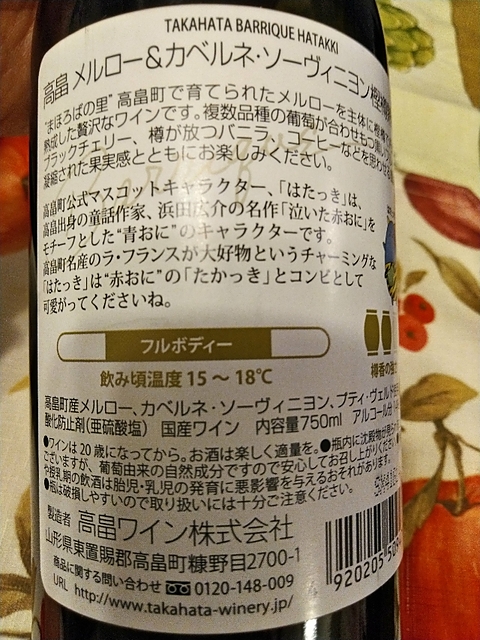 TAKAHATA BARRIQUE HATAKKI
高畠 メルロー&カベルネ・ソーヴィニヨン樫樽
"まほろばの里" 高畠町で育てられたメルローを主体に
熟成した贅沢なワインです。複数品種の葡萄が合わせもつ
ブラックチェリー、樽が放つバニラ、コーヒーなどを思わ
凝縮された果実感とともにお楽しみください。
高畠町公式マスコットキャラクター、「はたっき」は、
高畠出身の童話作家、浜田広介の名作「泣いた赤おに」を
モチーフとした"青おに"のキャラクターです。
高畠町名産のラ・フランスが大好物というチャーミングな
「はたっき」は"赤おに"の「たかっき」とコンビとして
可愛がってくださいね。
フルボディー
樽香の強
飲み頃温度 15 ~ 18℃
高畠町産メルロー、カベルネ・ソーヴィニヨン、プティ・ヴェルド
酸化防止剤(亜硫酸塩) 国産ワイン 内容量750ml アルコール分
●ワインは20歳になってから。お酒は楽しく適量を。●瓶内に沈殿物が
ございますが、葡萄由来の自然成分ですので安心してお召し上がりください。
や授乳期の飲酒は胎児・乳児の発育に悪影響を与えるおそれがあります。
●瓶は破損しやすいので取り扱いには十分ご注意ください。
製造者 高畠ワイン株式会社
山形県東置賜郡高畠町糠野目2700-1
商品に関する問い合わせ 0120-148-009
URL http://www.takahata-winery.jp/
920205